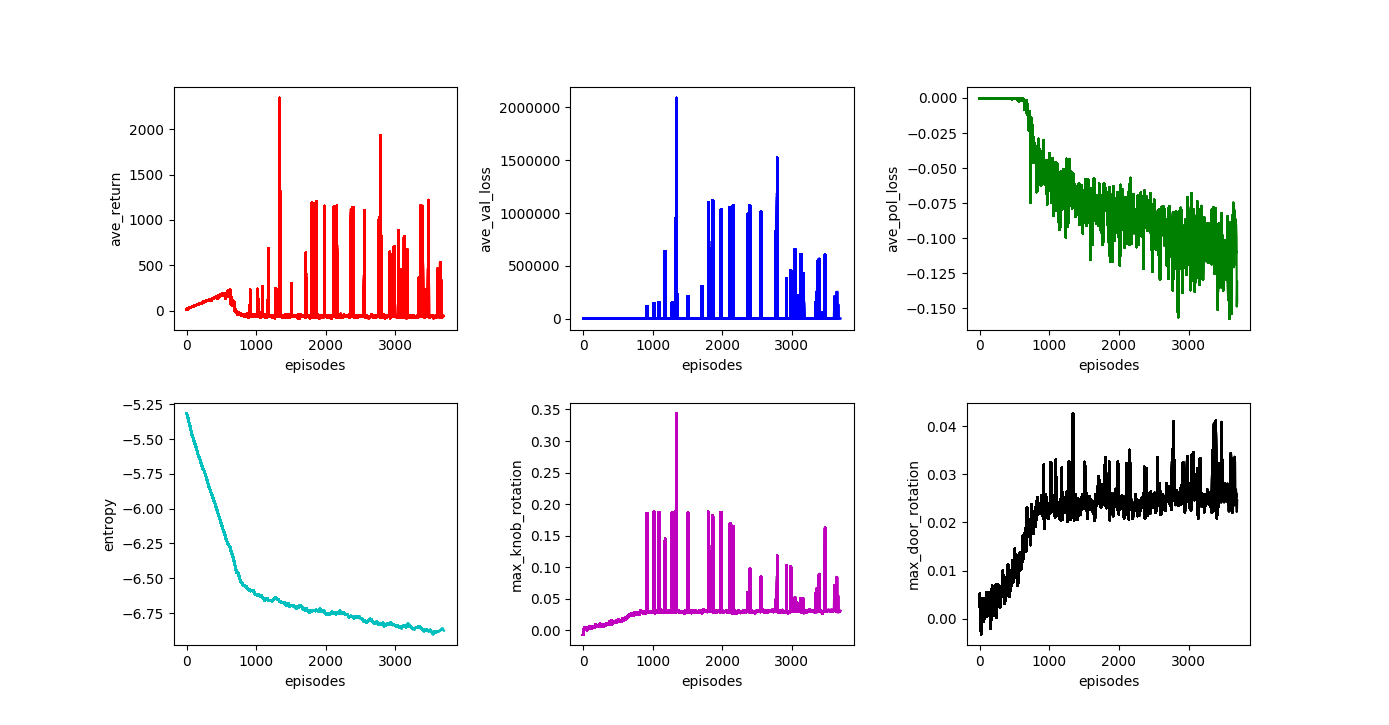 ave_return
2000
1500
1000
500
0
0 1000 2000 3000
episodes
ave_val_loss
2000000
1500000
1000000
500000
0
0 1000 2000 3000
episodes
ave_pol_loss
0.000
−0.025
−0.050
−0.075
−0.100
−0.125
−0.150
0 1000 2000 3000
episodes
entropy
−5.25
−5.50
−5.75
−6.00
−6.25
−6.50
−6.75
0 1000 2000 3000
episodes
max_knob_rotation
0.35
0.30
0.25
0.20
0.15
0.10
0.05
0.00
0 1000 2000 3000
episodes
max_door_rotation
0.04
0.03
0.02
0.01
0.00
0 1000 2000 3000
episodes